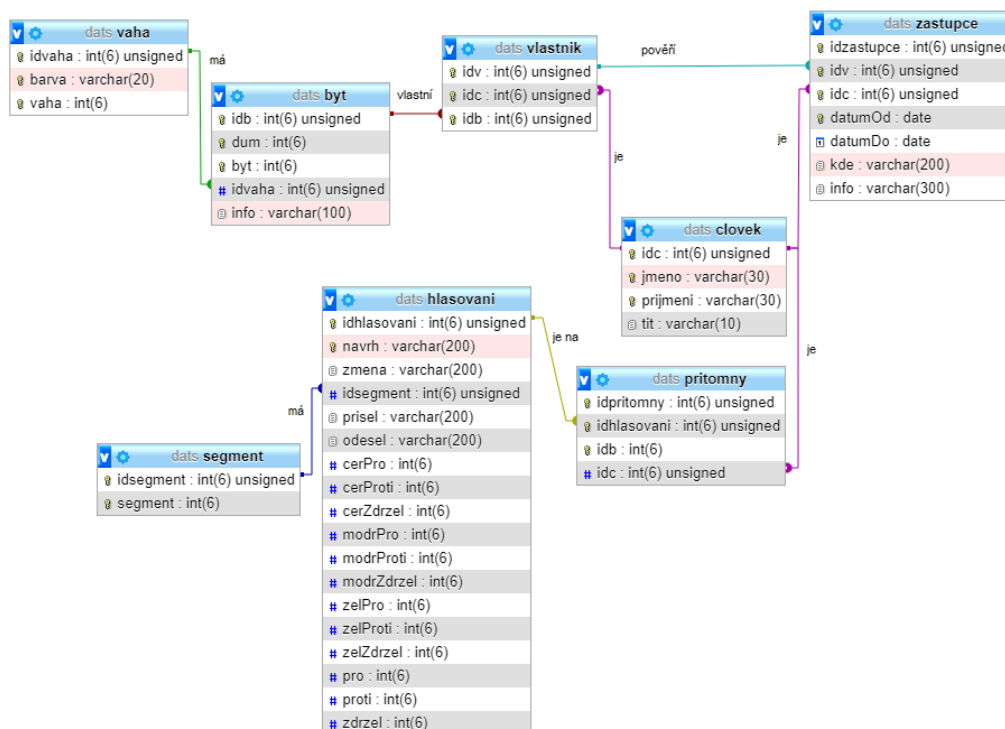 dats vaha
idvaha : int(6) unsigned
barva : varchar(20)
vaha : int(6)
má
dats byt
idb : int(6) unsigned
dum : int(6)
byt : int(6)
idvaha : int(6) unsigned
info : varchar(100)
vlastní
dats vlastnik
idv : int(6) unsigned
idc : int(6) unsigned
idb : int(6) unsigned
pověří
dats zastupce
idzastupce : int(6) unsigned
idv : int(6) unsigned
idc : int(6) unsigned
datumOd : date
datumDo : date
kde : varchar(200)
info : varchar(300)
je
je
dats clovek
idc : int(6) unsigned
jmeno : varchar(30)
prijmeni : varchar(30)
tit : varchar(10)
je
dats hlasovani
idhlasovani : int(6) unsigned
navrh : varchar(200)
zmena : varchar(200)
idsegment : int(6) unsigned
prisel : varchar(200)
odesel : varchar(200)
cerPro : int(6)
cerProti : int(6)
cerZdrzel : int(6)
modrPro : int(6)
modrProti : int(6)
modrZdrzel : int(6)
zelPro : int(6)
zelProti : int(6)
zelZdrzel : int(6)
pro : int(6)
proti : int(6)
zdrzel : int(6)
je na
dats pritomny
idpritomny : int(6) unsigned
idhlasovani : int(6) unsigned
idb : int(6)
idc : int(6) unsigned
má
dats segment
idsegment : int(6) unsigned
segment : int(6)